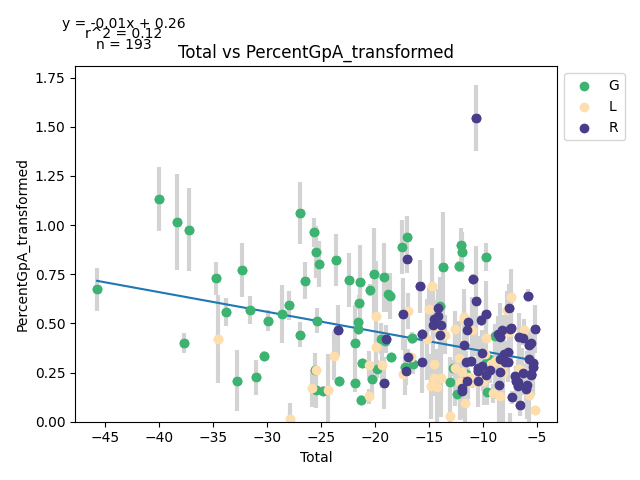 y = -0.01x + 0.26
r^2 = 0.12
n = 193
Total vs PercentGpA_transformed
G
L
R
PercentGpA_transformed
1.75
1.50
1.25
1.00
0.75
0.50
0.25
0.00
−45 −40 −35 −30 −25 −20 −15 −10 −5
Total